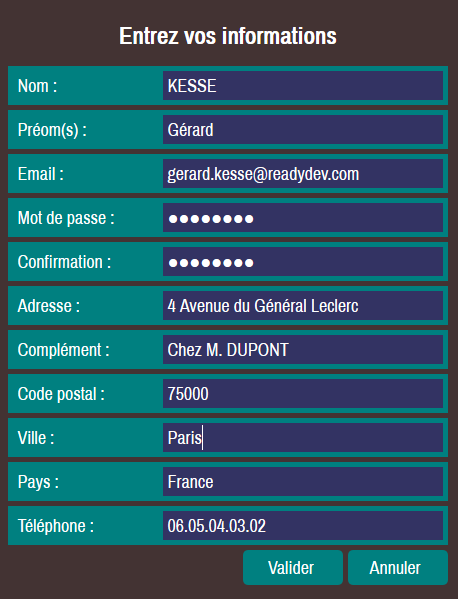 Entrez vos informations
Nom : KESSE
Préom(s) : Gérard
Email : gerard.kesse@readydev.com
Mot de passe : ●●●●●●●●
Confirmation : ●●●●●●●●
Adresse : 4 Avenue du Général Leclerc
Complément : Chez M. DUPONT
Code postal : 75000
Ville : Paris
Pays : France
Téléphone : 06.05.04.03.02
Valider Annuler